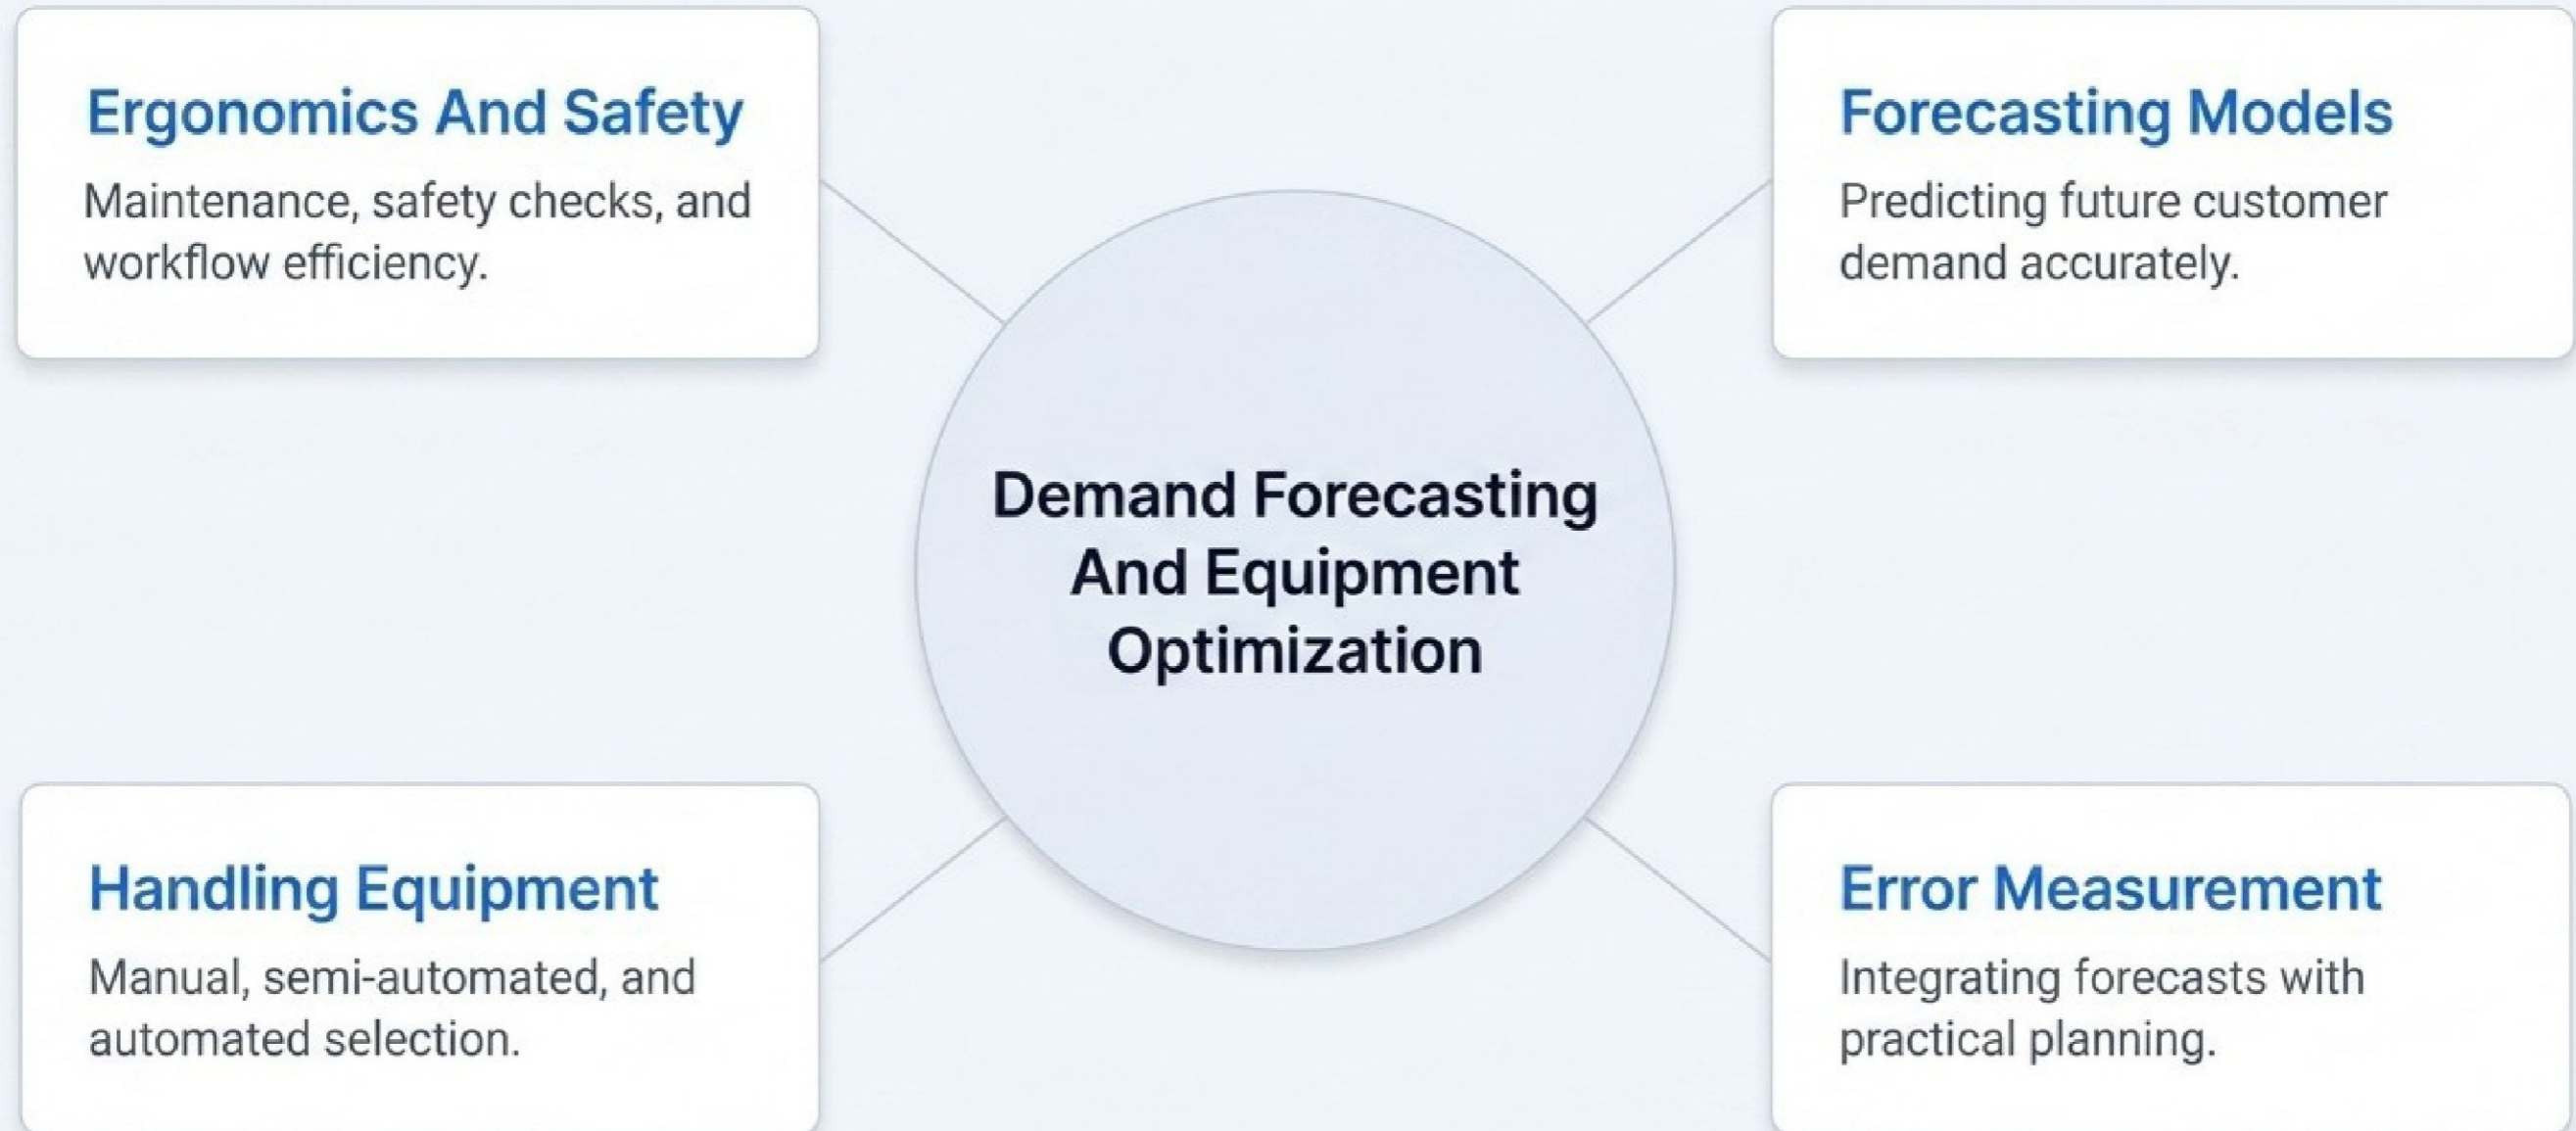 Ergonomics And Safety
Maintenance, safety checks, and
workflow efficiency.
Forecasting Models
Predicting future customer
demand accurately.
Demand Forecasting
And Equipment
Optimization
Handling Equipment
Manual, semi-automated, and
automated selection.
Error Measurement
Integrating forecasts with
practical planning.